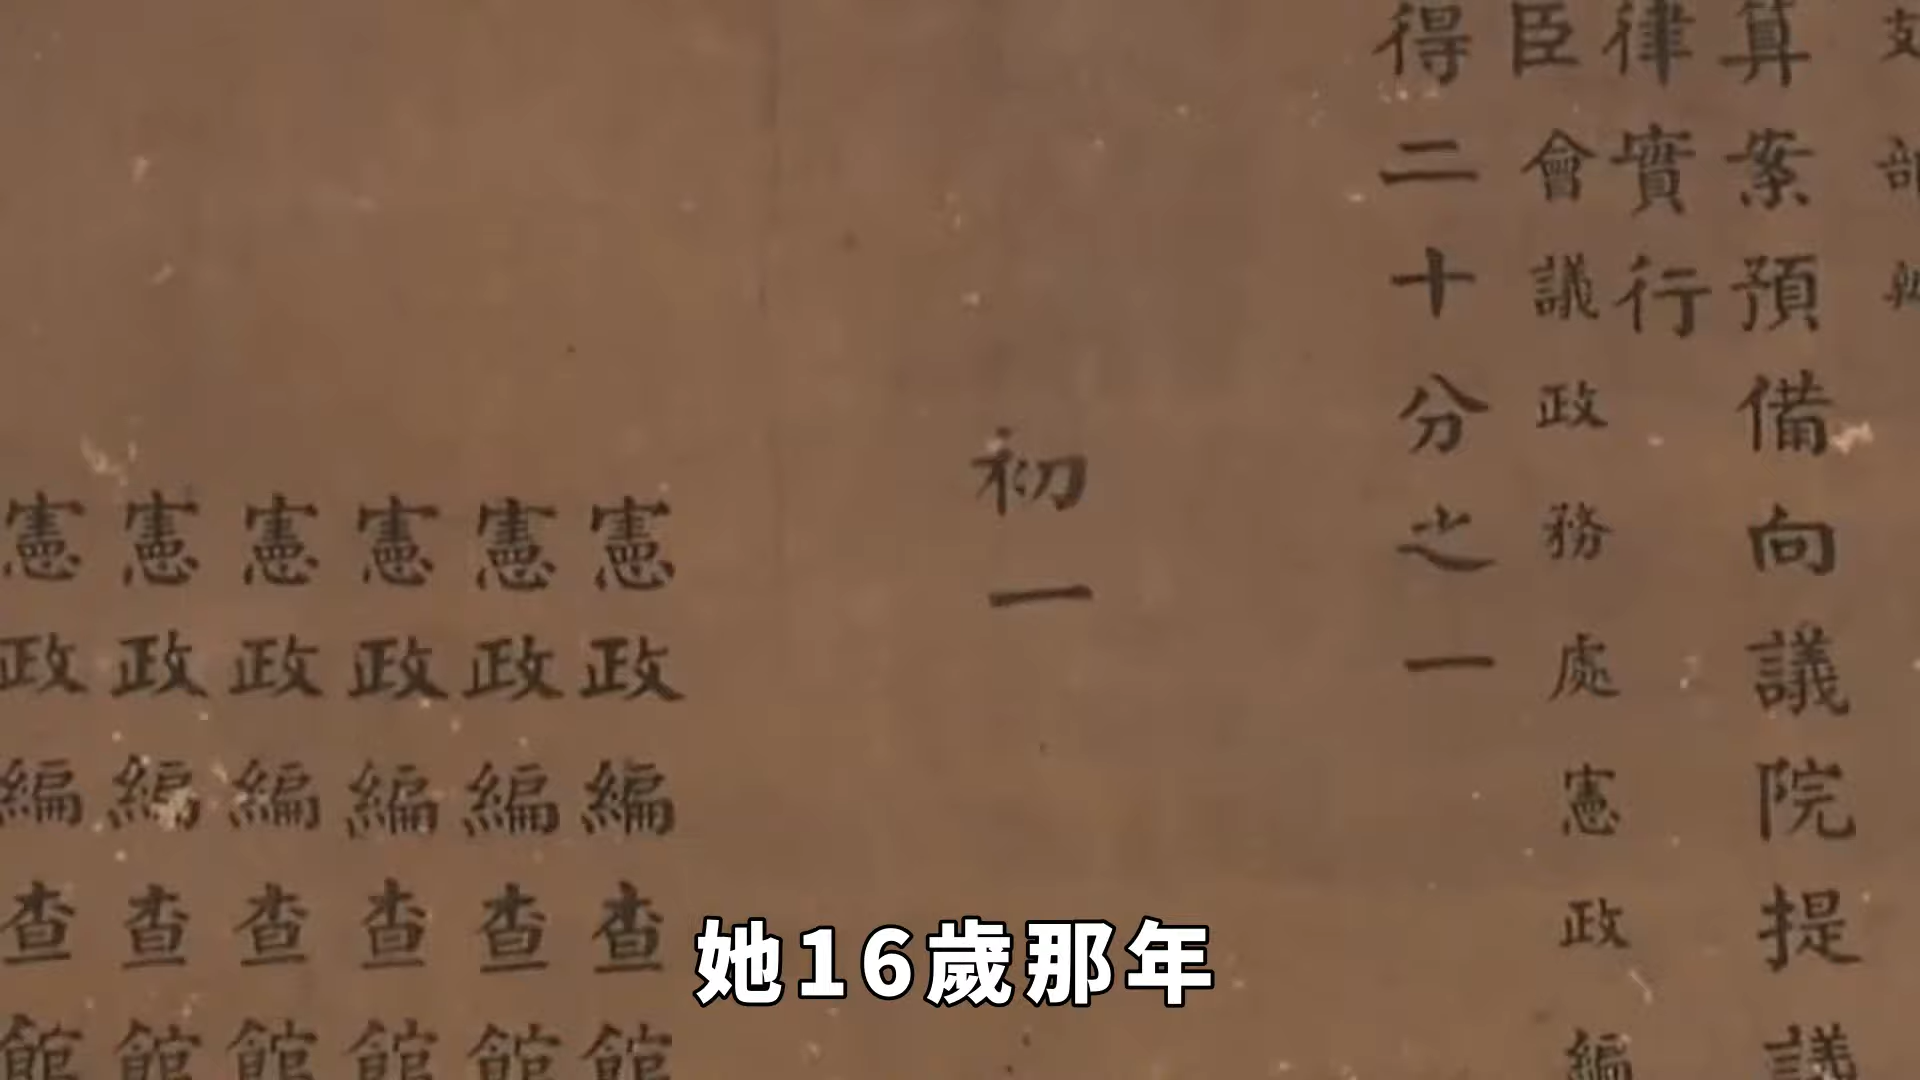 算案預備向議院提議
律實行
臣會議政務處憲政編
得二十分之一
初一
憲政編查館
憲政編查館
憲政編查館
憲政編查館
憲政編查館
憲政編查館
她16歲那年